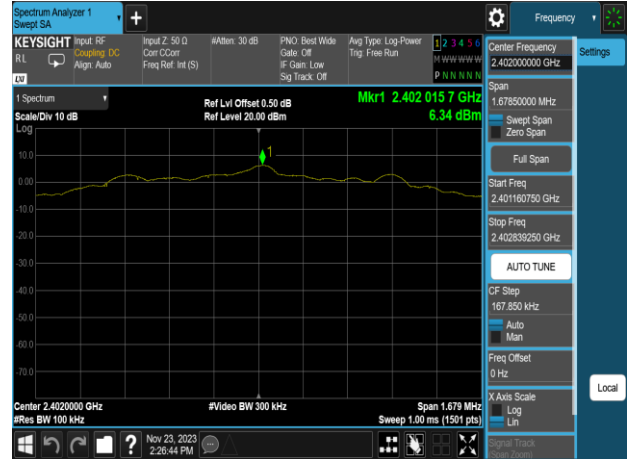 Spectrum Analyzer 1
Swept SA
Frequency
KEYSIGHT
RL
LXI
Input: RF
Coupling: DC
Align: Auto
Input Z: 50 Ω
Corr CCorr
Freq Ref: Int (S)
#Atten: 30 dB
PNO: Best Wide
Gate: Off
IF Gain: Low
Sig Track: Off
Avg Type: Log-Power
Trig: Free Run
1 2 3 4 5 6
M W W W W W
P N N N N N
Center Frequency
2.402000000 GHz
Settings
Span
1.67850000 MHz
Swept Span
Zero Span
Full Span
Start Freq
2.401160750 GHz
Stop Freq
2.402839250 GHz
AUTO TUNE
CF Step
167.850 kHz
Auto
Man
Freq Offset
0 Hz
X Axis Scale
Log
Lin
Signal Track
(Span Zoom)
Local
1 Spectrum
Scale/Div 10 dB
Log
Ref Lvl Offset 0.50 dB
Ref Level 20.00 dBm
Mkr1 2.402 015 7 GHz
6.34 dBm
1
10.0
0.00
-10.0
-20.0
-30.0
-40.0
-50.0
-60.0
-70.0
Center 2.4020000 GHz
#Res BW 100 kHz
#Video BW 300 kHz
Span 1.679 MHz
Sweep 1.00 ms (1501 pts)
Nov 23, 2023
2:26:44 PM